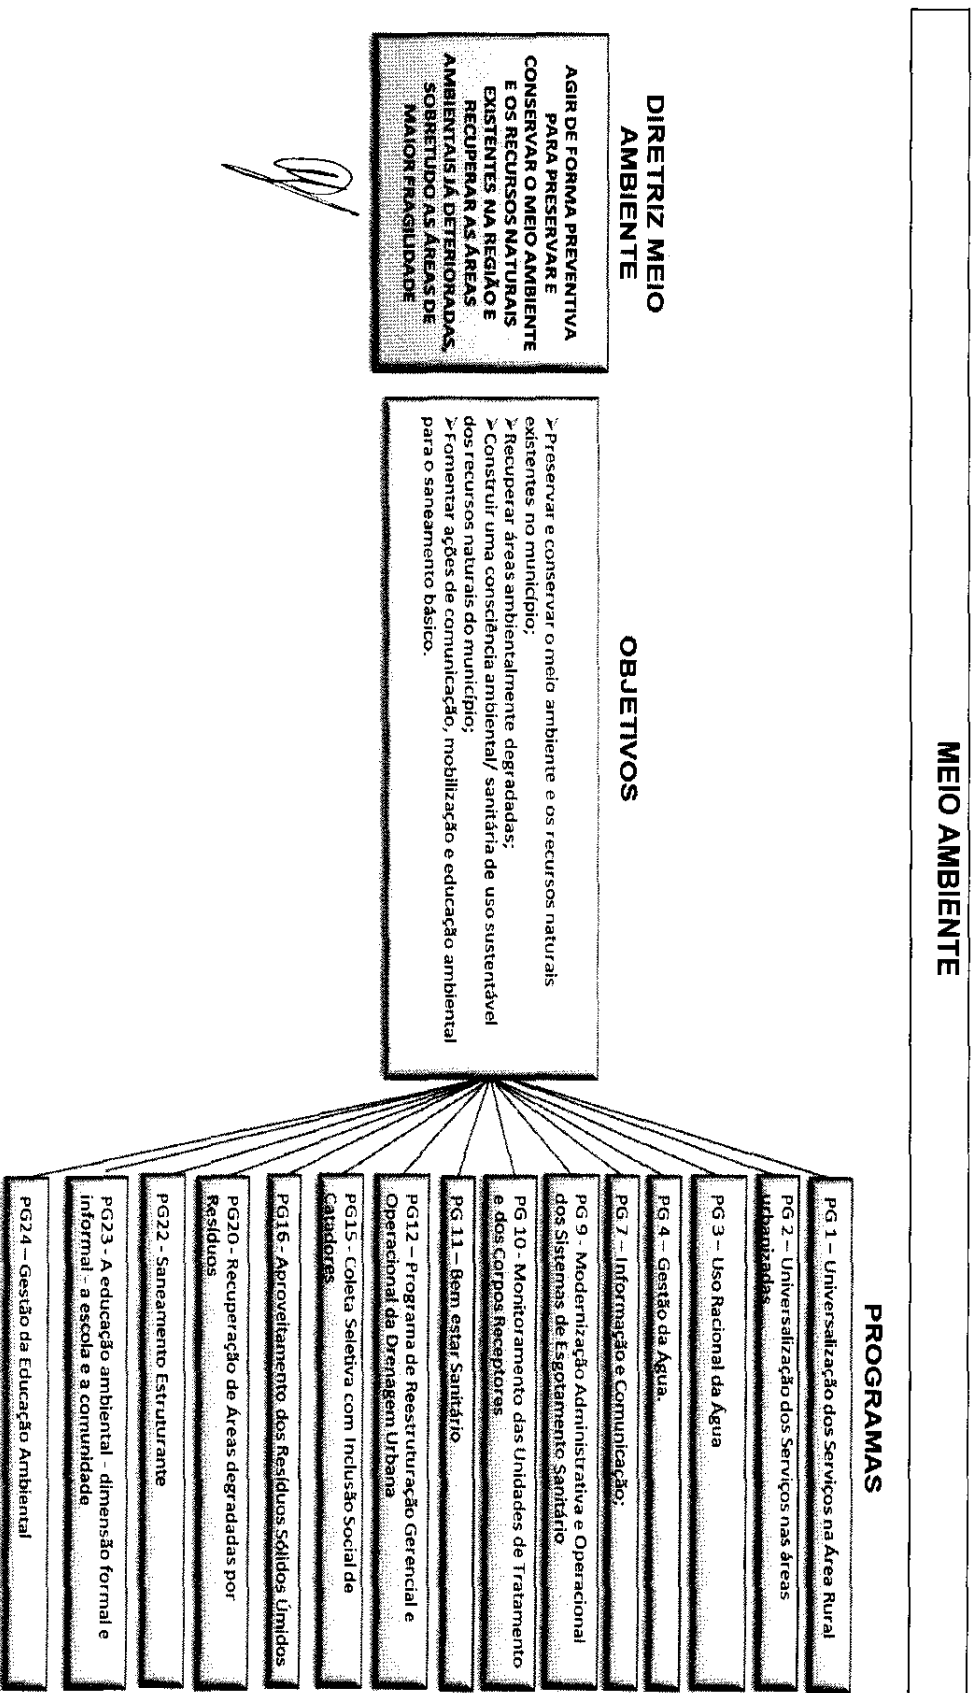 MEIO AMBIENTE
DIRETRIZ MEIO
AMBIENTE
AGIR DE FORMA PREVENTIVA
PARA PRESERVAR E
CONSERVAR O MEIO AMBIENTE
E OS RECURSOS NATURAIS
EXISTENTES NA REGIÃO E
RECUPERAR AS ÁREAS
AMBIENTAIS JÁ DETERIORADAS,
SOBRETUDO AS ÁREAS DE
MAIOR FRAGILIDADE
OBJETIVOS
➢Preservar e conservar o meio ambiente e os recursos naturais
existentes no município;
➢Recuperar áreas ambientalmente degradadas;
➢Construir uma consciência ambiental/ sanitária de uso sustentável
dos recursos naturais do município;
➢Fomentar ações de comunicação, mobilização e educação ambiental
para o saneamento básico.
PROGRAMAS
PG 1 – Universalização dos Serviços na Área Rural
PG 2 – Universalização dos Serviços nas áreas
urbanizadas
PG 3 – Uso Racional da Água
PG 4 – Gestão da Água.
PG 7 – Informação e Comunicação;
PG 9 - Modernização Administrativa e Operacional
dos Sistemas de Esgotamento Sanitário
PG 10 - Monitoramento das Unidades de Tratamento
e dos Corpos Receptores
PG 11 – Bem estar Sanitário
PG12 – Programa de Reestruturação Gerencial e
Operacional da Drenagem Urbana
PG15 - Coleta Seletiva com Inclusão Social de
Catadores
PG16 - Aproveitamento dos Resíduos Sólidos Úmidos
PG20 - Recuperação de Áreas degradadas por
Resíduos
PG22 - Saneamento Estruturante
PG23 - A educação ambiental - dimensão formal e
informal - a escola e a comunidade
PG24 – Gestão da Educação Ambiental